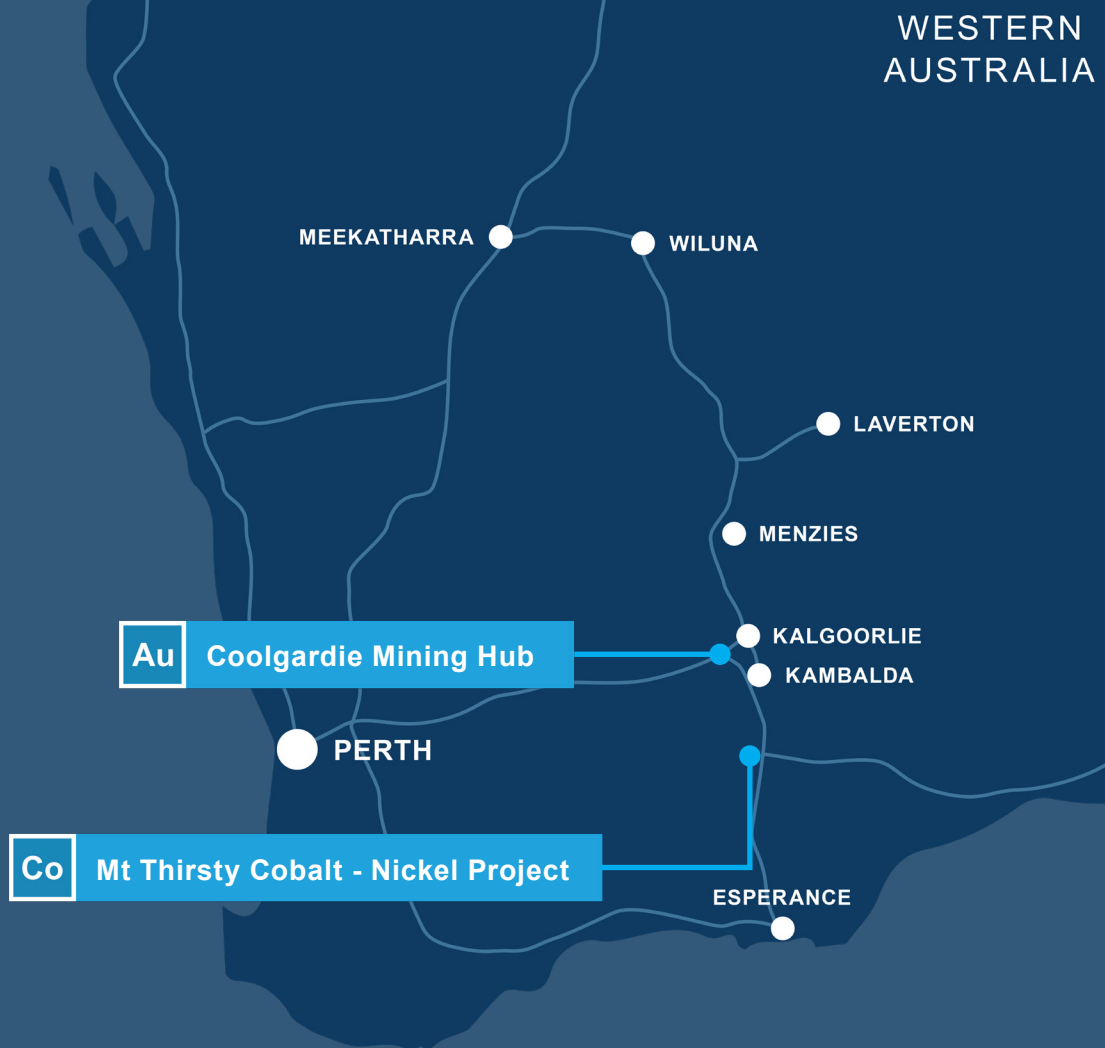 WESTERN
AUSTRALIA
MEEKATHARRA
WILUNA
LAVERTON
MENZIES
KALGOORLIE
Au
Coolgardie Mining Hub
KAMBALDA
PERTH
Co
Mt Thirsty Cobalt - Nickel Project
ESPERANCE